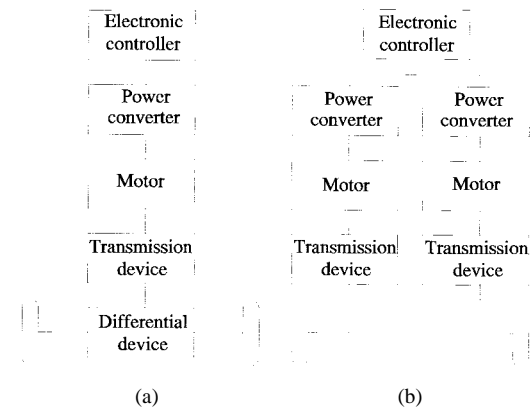 Electronic
controller
Power
converter
Motor
Transmission
device
Differential
device
(a)
Electronic
controller
Power
converter
Power
converter
Motor
Motor
Transmission
device
Transmission
device
(b)